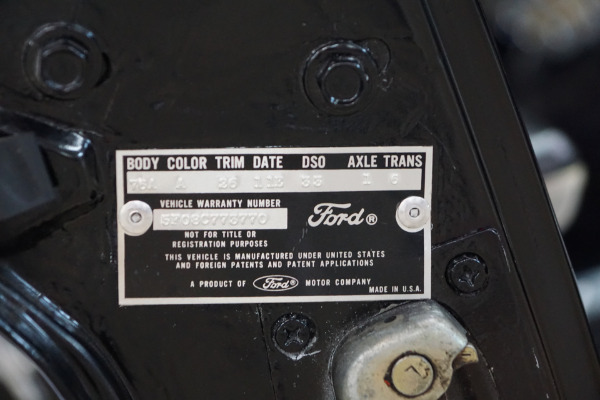 BODY COLOR TRIM DATE DSO AXLE TRANS
76A A 26 11Z 33 1 6
VEHICLE WARRANTY NUMBER
5F08C773770
Ford ®
NOT FOR TITLE OR
REGISTRATION PURPOSES
THIS VEHICLE IS MANUFACTURED UNDER UNITED STATES
AND FOREIGN PATENTS AND PATENT APPLICATIONS
A PRODUCT OF Ford ® MOTOR COMPANY
MADE IN U.S.A.